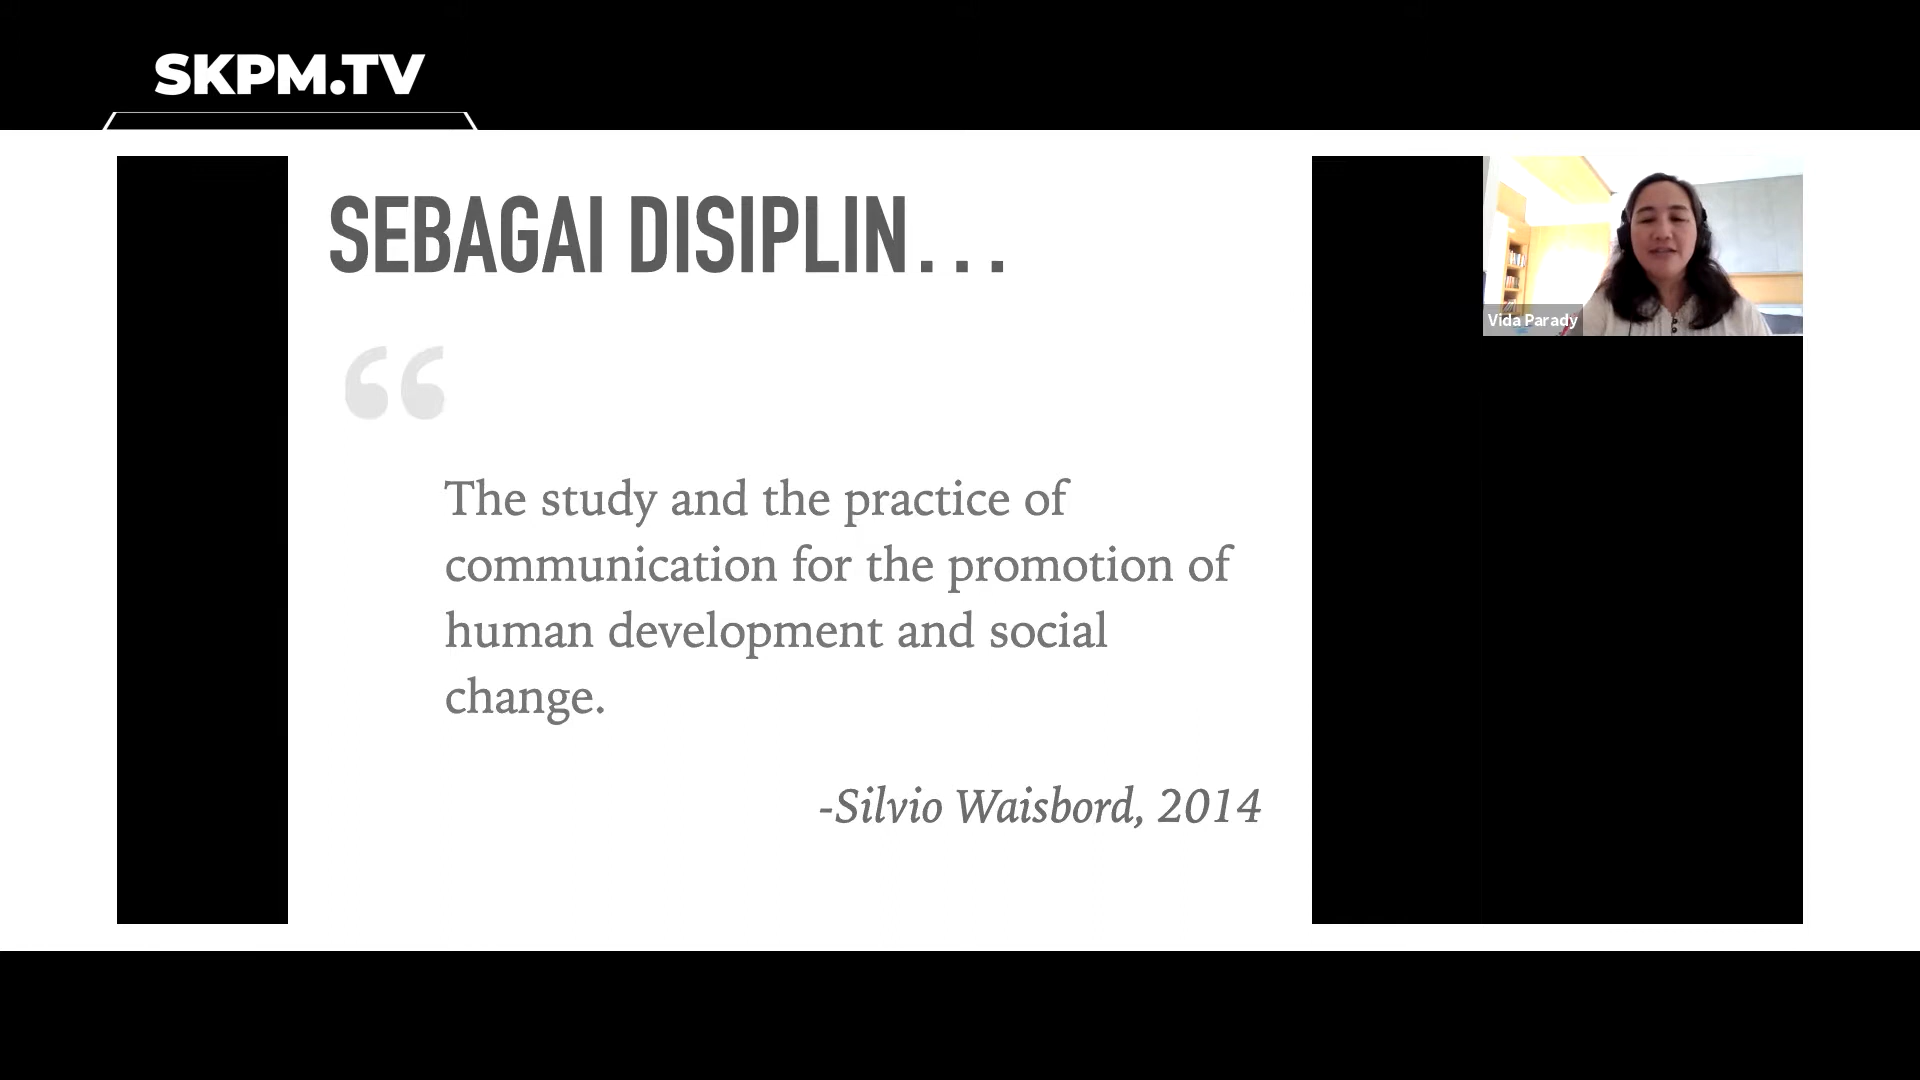 SKPM.TV
SEBAGAI DISIPLIN...
“
The study and the practice of
communication for the promotion of
human development and social
change.
-Silvio Waisbord, 2014
Vida Parady